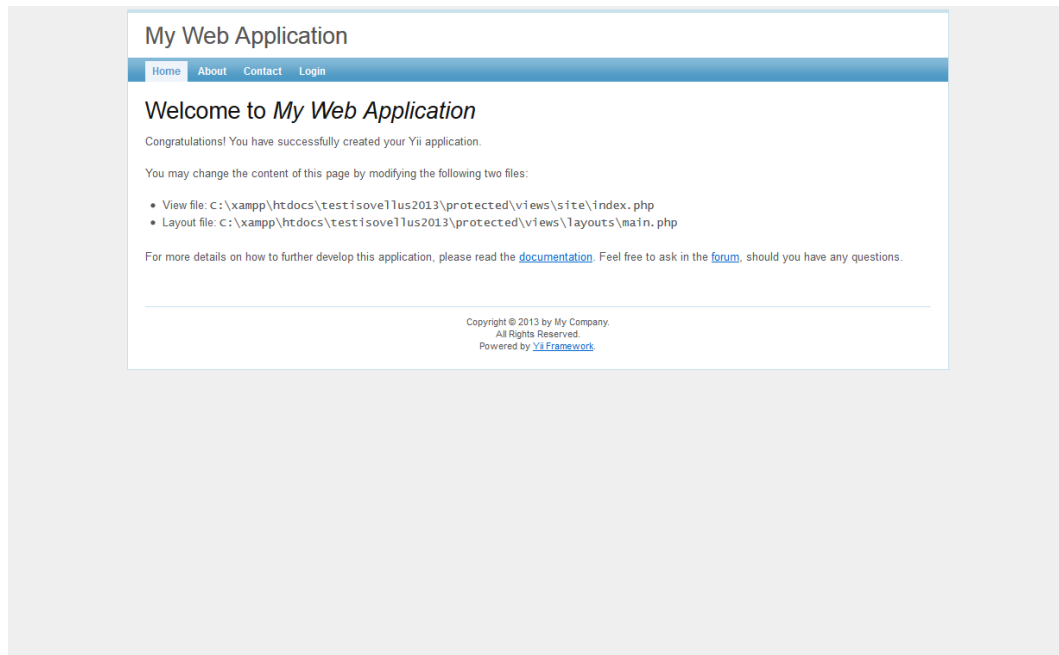 My Web Application
Home About Contact Login
Welcome to My Web Application
Congratulations! You have successfully created your Yii application.
You may change the content of this page by modifying the following two files:
• View file: C:\xampp\htdocs\testisovellus2013\protected\views\site\index.php
• Layout file: C:\xampp\htdocs\testisovellus2013\protected\views\layouts\main.php
For more details on how to further develop this application, please read the documentation. Feel free to ask in the forum, should you have any questions.
Copyright © 2013 by My Company.
All Rights Reserved.
Powered by Yii Framework.